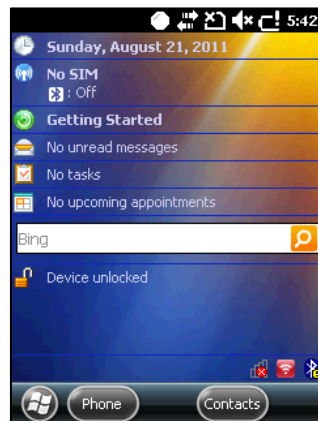 5:42
Sunday, August 21, 2011
No SIM
: Off
Getting Started
No unread messages
No tasks
No upcoming appointments
Bing
Device unlocked
Phone
Contacts